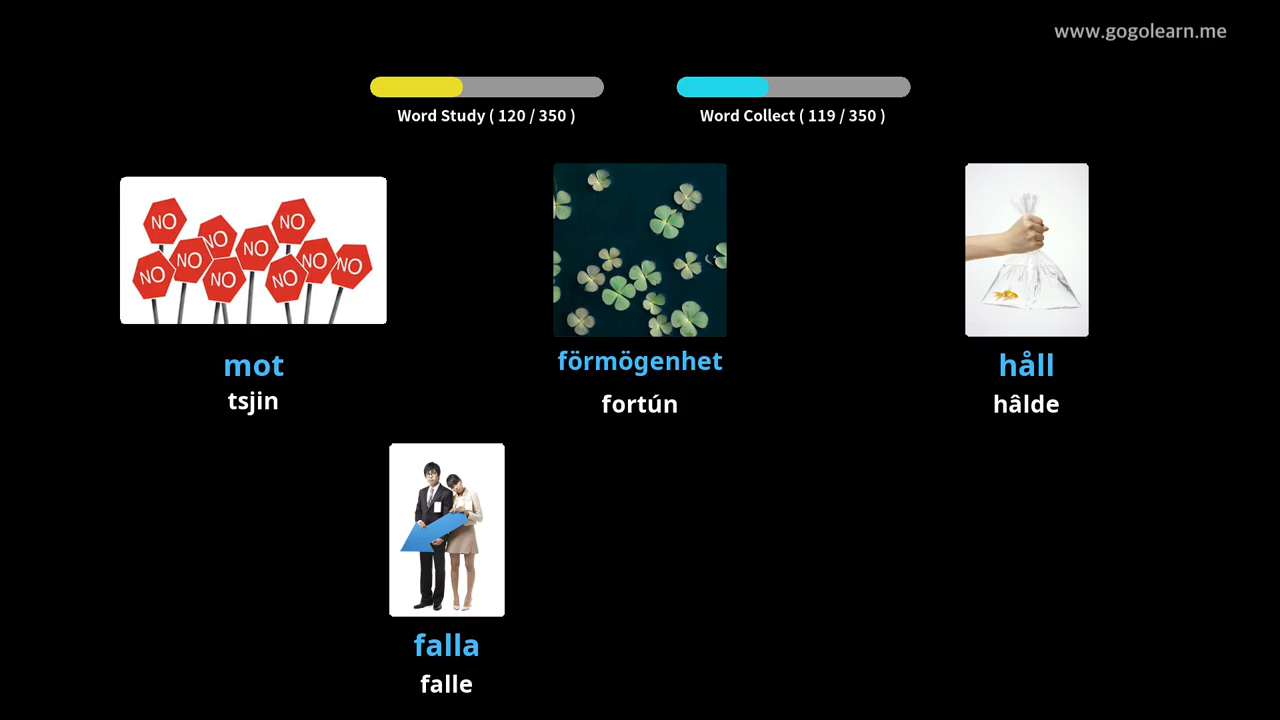 www.gogolearn.me
Word Study ( 120 / 350 )
Word Collect ( 119 / 350 )
NO
NO
NO
NO
NO
NO
NO
NO
NO
mot
förmögenhet
håll
tsjin
fortún
hâlde
falla
falle